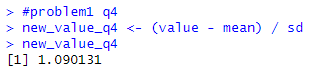 > #problem1 q4
> new_value_q4 <- (value - mean) / sd
> new_value_q4
[1] 1.090131